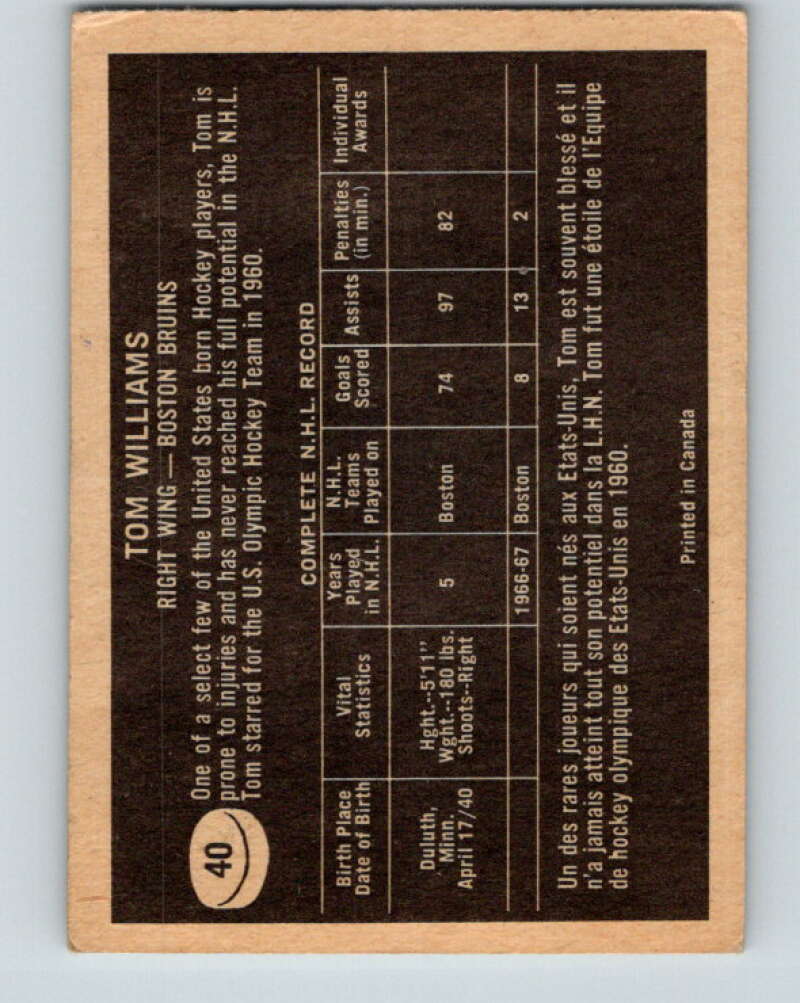 TOM WILLIAMS
RIGHT WING — BOSTON BRUINS
40
One of a select few of the United States born Hockey players, Tom is
prone to injuries and has never reached his full potential in the N.H.L.
Tom starred for the U.S. Olympic Hockey Team in 1960.
COMPLETE N.H.L. RECORD
Birth Place Date of Birth | Vital Statistics | Years Played in N.H.L. | N.H.L. Teams Played on | Goals Scored | Assists | Penalties (in min.) | Individual Awards
Duluth, Minn. April 17/40 | Hght.--5'11" Wght.--180 lbs. Shoots--Right | 5 | Boston | 74 | 97 | 82
1966-67 | Boston | 8 | 13 | 2
Un des rares joueurs qui soient nés aux Etats-Unis, Tom est souvent blessé et il
n'a jamais atteint tout son potentiel dans la L.H.N. Tom fut une étoile de l'Equipe
de hockey olympique des Etats-Unis en 1960.
Printed in Canada